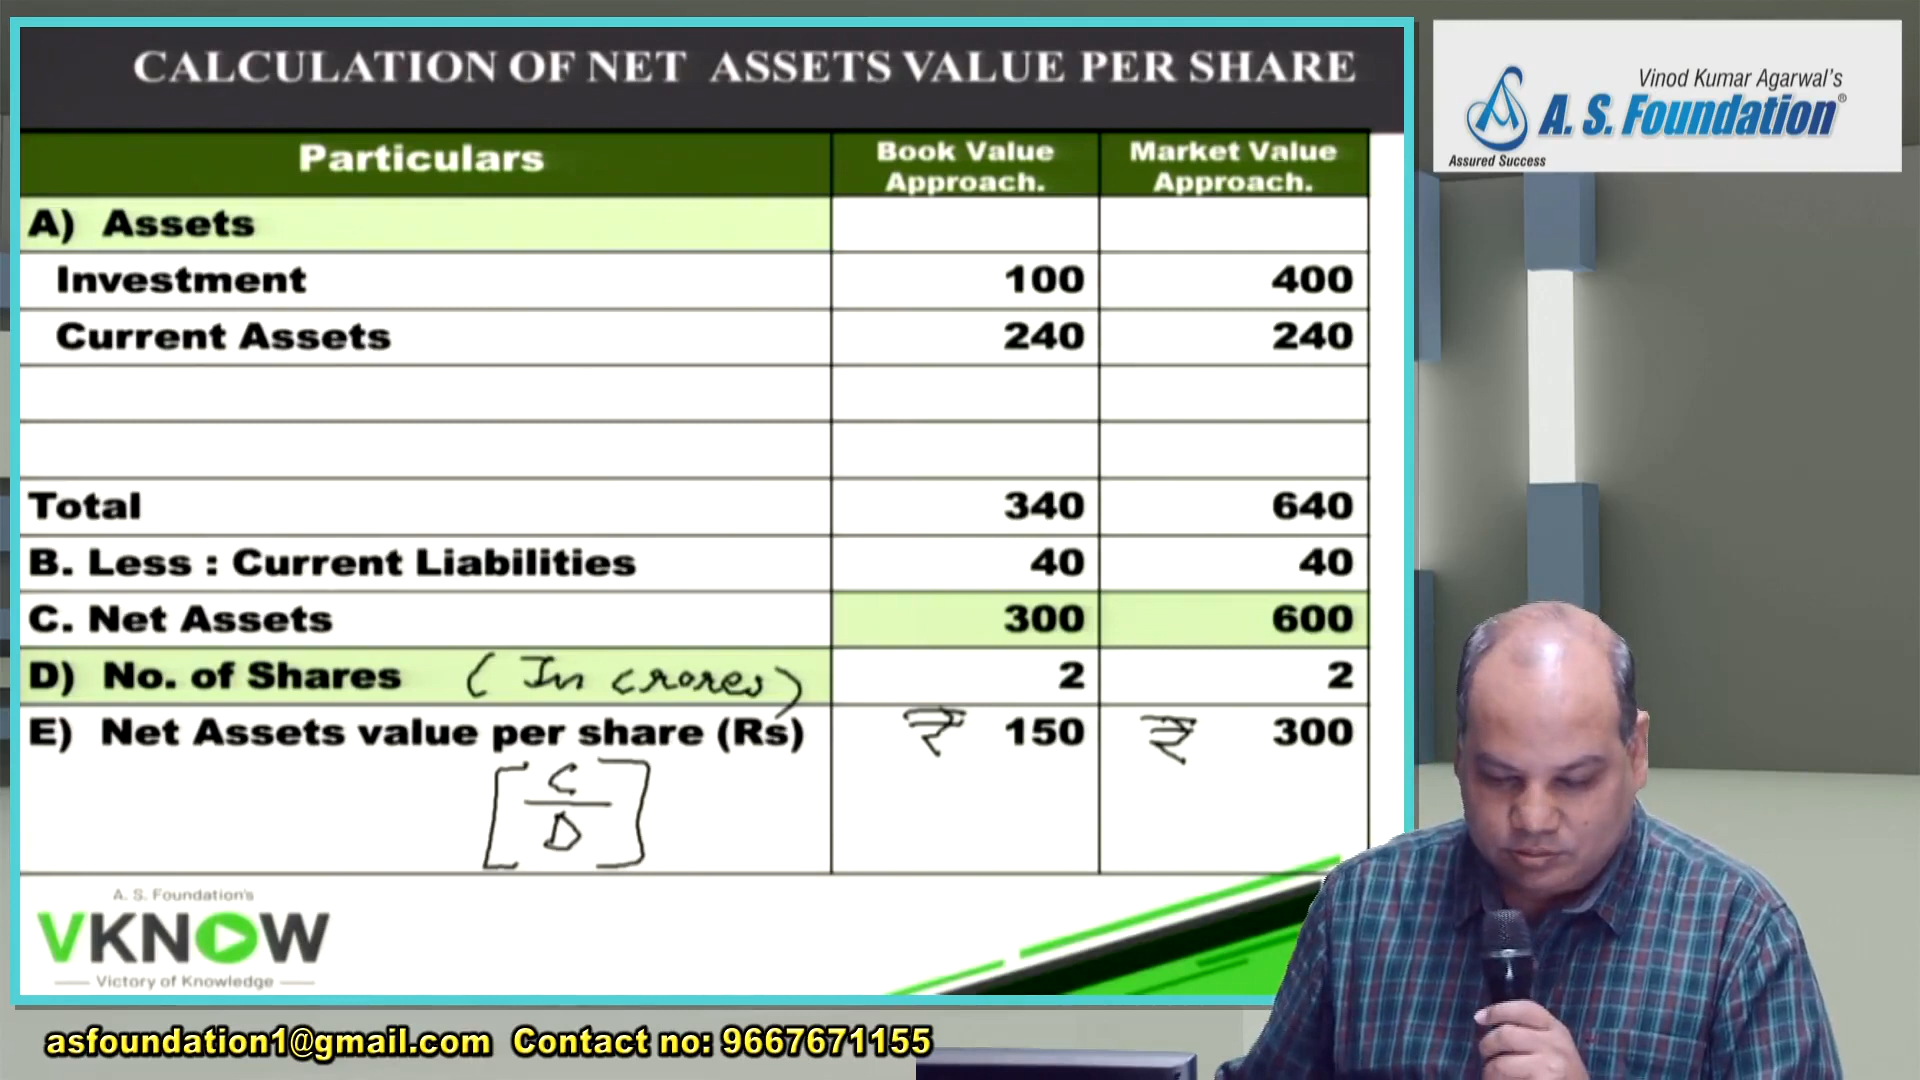 CALCULATION OF NET ASSETS VALUE PER SHARE
Particulars Book Value Approach. Market Value Approach.
A) Assets
Investment 100 400
Current Assets 240 240
Total 340 640
B. Less : Current Liabilities 40 40
C. Net Assets 300 600
D) No. of Shares (In crores) 2 2
E) Net Assets value per share (Rs) ₹ 150 ₹ 300
[C
D]
A. S. Foundation's
VKNOW
Victory of Knowledge
Vinod Kumar Agarwal's
A. S. Foundation®
Assured Success
asfoundation1@gmail.com Contact no: 9667671155